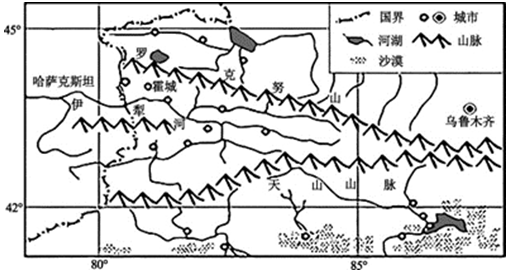 45°
国界
城市
河湖
山脉
沙漠
罗
克
努
山
哈萨克斯坦
霍城
伊
犁
河
乌鲁木齐
天 山 山 脉
42°
80°
85°